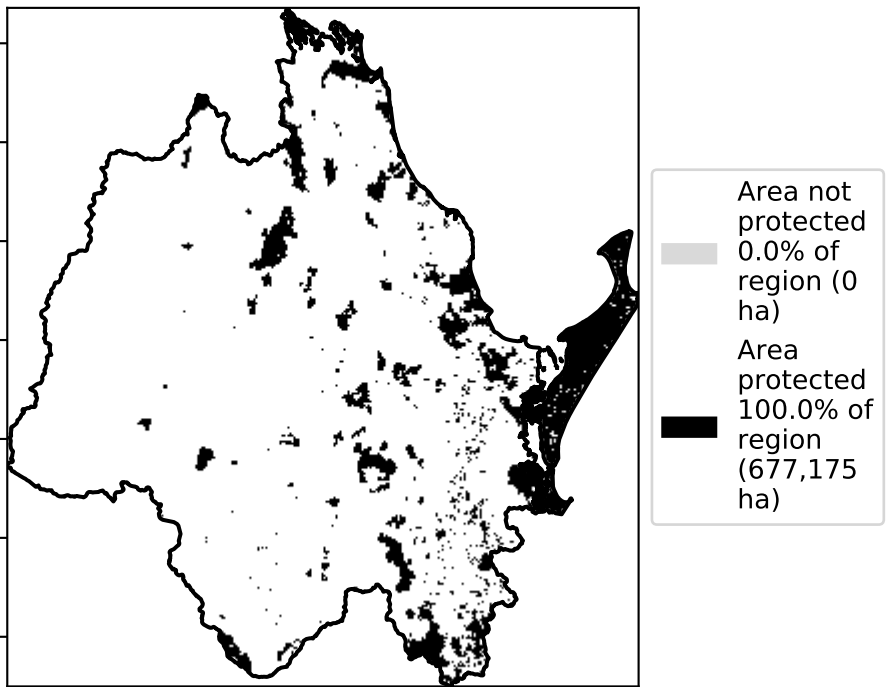 Area not
protected
0.0% of
region (0
ha)
Area
protected
100.0% of
region
(677,175
ha)